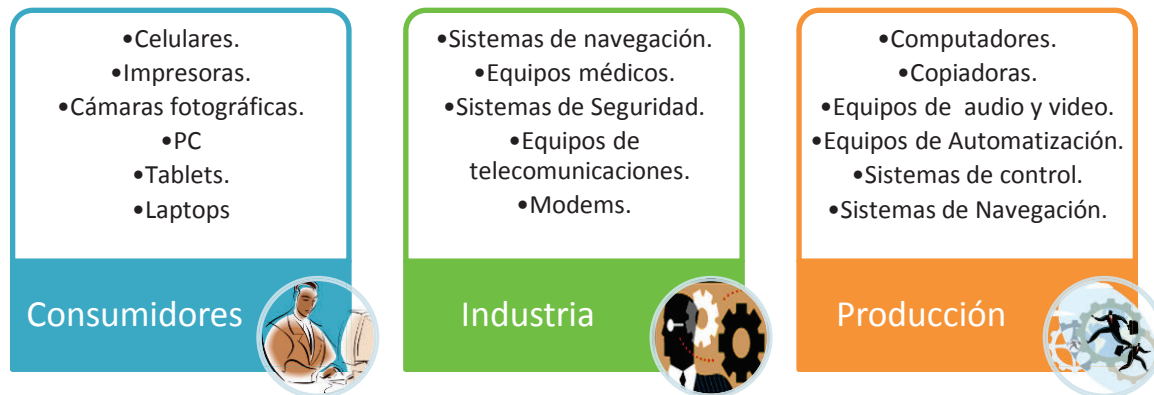 •Celulares.
•Impresoras.
•Cámaras fotográficas.
•PC
•Tablets.
•Laptops
Consumidores
•Sistemas de navegación.
•Equipos médicos.
•Sistemas de Seguridad.
•Equipos de
telecomunicaciones.
•Modems.
Industria
•Computadores.
•Copiadoras.
•Equipos de  audio y video.
•Equipos de Automatización.
•Sistemas de control.
•Sistemas de Navegación.
Producción